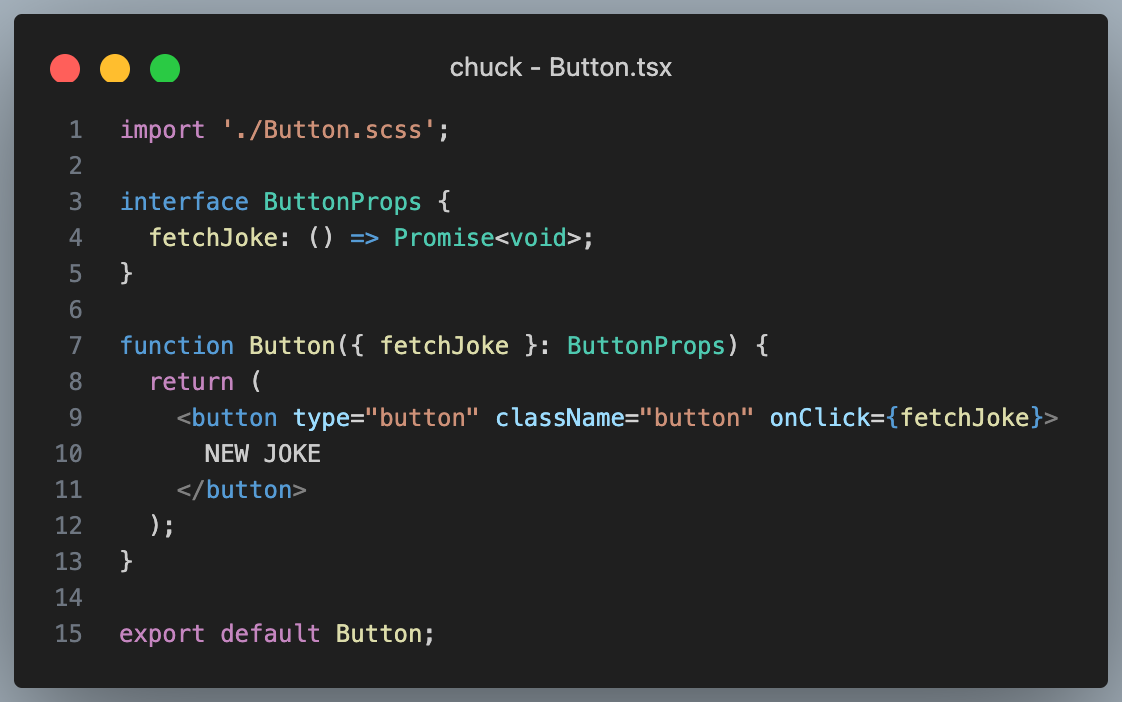 chuck - Button.tsx
1 import './Button.scss';
2
3 interface ButtonProps {
4   fetchJoke: () => Promise<void>;
5 }
6
7 function Button({ fetchJoke }: ButtonProps) {
8   return (
9     <button type="button" className="button" onClick={fetchJoke}>
10       NEW JOKE
11     </button>
12   );
13 }
14
15 export default Button;